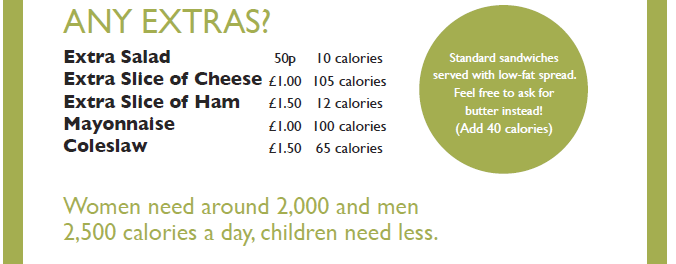 ANY EXTRAS?
Extra Salad 50p 10 calories
Extra Slice of Cheese £1.00 105 calories
Extra Slice of Ham £1.50 12 calories
Mayonnaise £1.00 100 calories
Coleslaw £1.50 65 calories
Standard sandwiches
served with low-fat spread.
Feel free to ask for
butter instead!
(Add 40 calories)
Women need around 2,000 and men
2,500 calories a day, children need less.